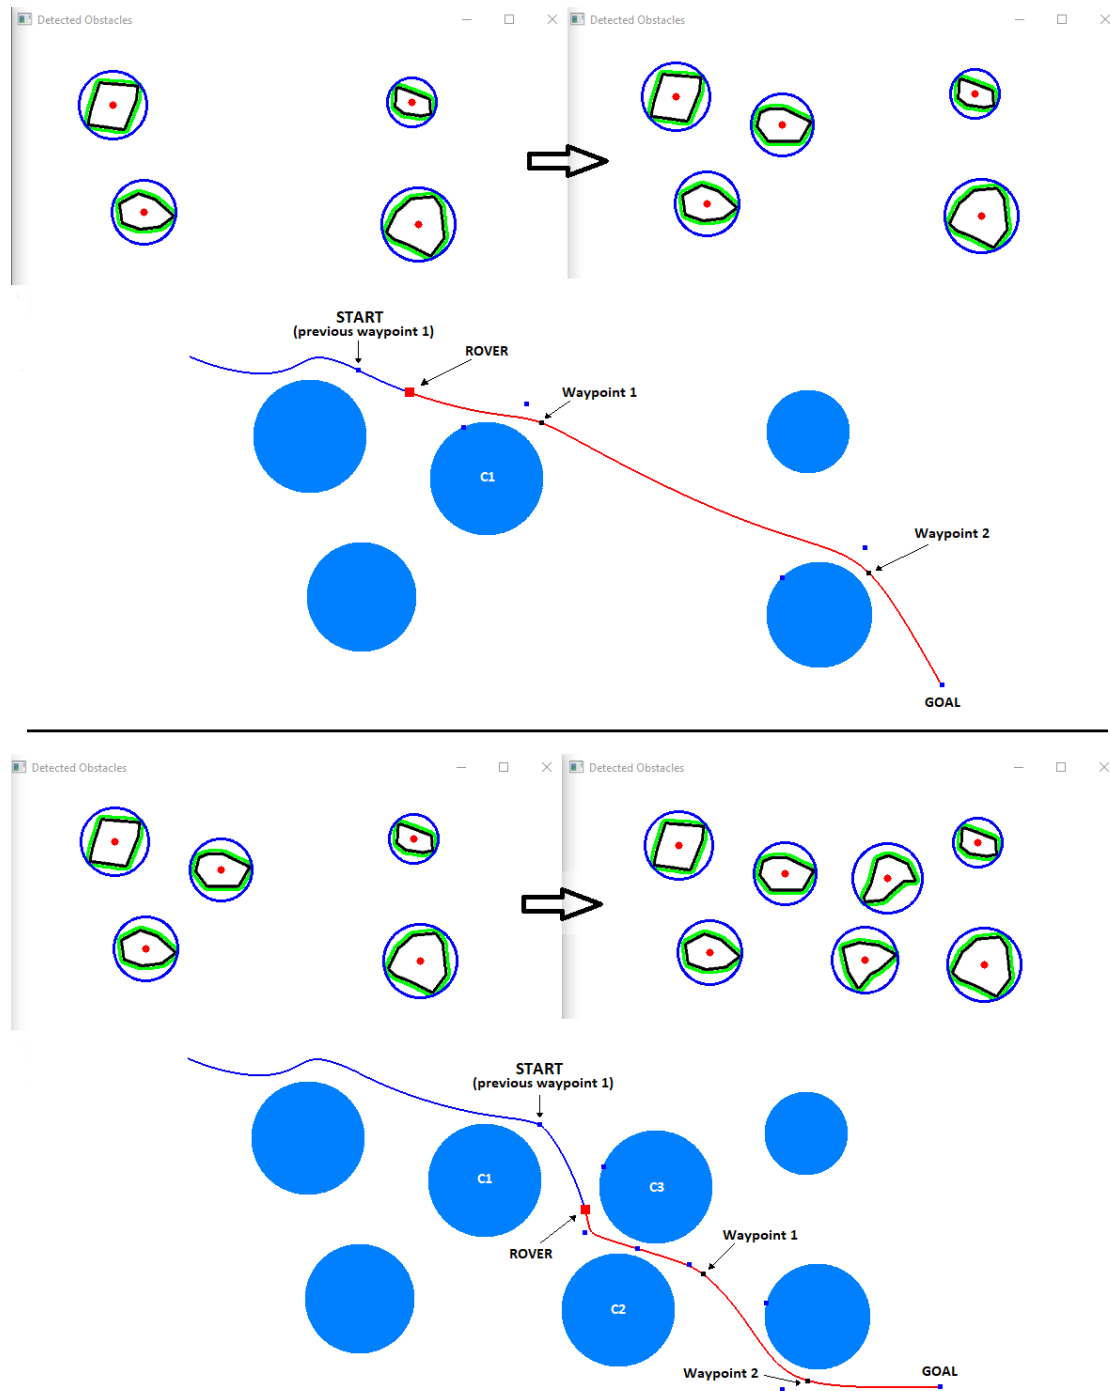 Detected Obstacles
Detected Obstacles
START
(previous waypoint 1)
ROVER
Waypoint 1
C1
Waypoint 2
GOAL
Detected Obstacles
Detected Obstacles
START
(previous waypoint 1)
C1
C3
ROVER
Waypoint 1
C2
Waypoint 2
GOAL